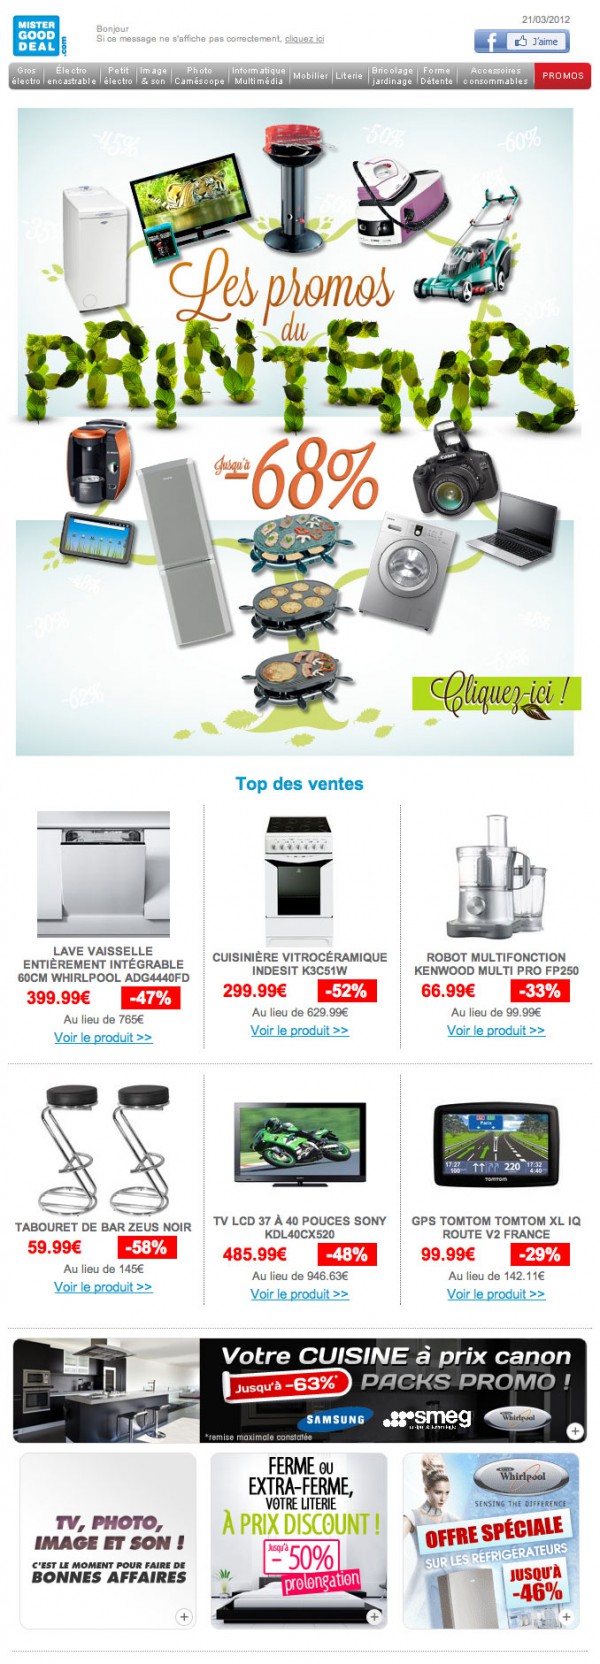 MISTER
GOOD
DEAL.com
Bonjour
Si ce message ne s'affiche pas correctement, cliquez ici
21/03/2012
f J'aime
Gros électro
Électro encastrable
Petit électro
Image & son
Photo Caméscope
Informatique Multimédia
Mobilier
Literie
Bricolage jardinage
Forme Détente
Accessoires consommables
PROMOS
-45%
-50%
-60%
Les promos
du
PRINTEMPS
Jusqu'à
-68%
-30%
-62%
Cliquez-ici !
Top des ventes
LAVE VAISSELLE
ENTIÈREMENT INTÉGRABLE
60CM WHIRLPOOL ADG4440FD
399.99€ -47%
Au lieu de 765€
Voir le produit >>
CUISINIÈRE VITROCÉRAMIQUE
INDESIT K3C51W
299.99€ -52%
Au lieu de 629.99€
Voir le produit >>
ROBOT MULTIFONCTION
KENWOOD MULTI PRO FP250
66.99€ -33%
Au lieu de 99.99€
Voir le produit >>
TABOURET DE BAR ZEUS NOIR
59.99€ -58%
Au lieu de 145€
Voir le produit >>
TV LCD 37 À 40 POUCES SONY
KDL40CX520
485.99€ -48%
Au lieu de 946.63€
Voir le produit >>
GPS TOMTOM TOMTOM XL IQ
ROUTE V2 FRANCE
99.99€ -29%
Au lieu de 142.11€
Voir le produit >>
Votre CUISINE à prix canon
Jusqu'à -63%* PACKS PROMO !
SAMSUNG smeg Whirlpool
*remise maximale constatée
TV, PHOTO,
IMAGE ET SON !
C'EST LE MOMENT POUR FAIRE DE
BONNES AFFAIRES
FERME OU
EXTRA-FERME,
VOTRE LITERIE
À PRIX DISCOUNT !
Jusqu'à
-50%
prolongation
Whirlpool
SENSING THE DIFFERENCE
OFFRE SPÉCIALE
SUR LES RÉFRIGÉRATEURS
JUSQU'À
-46%